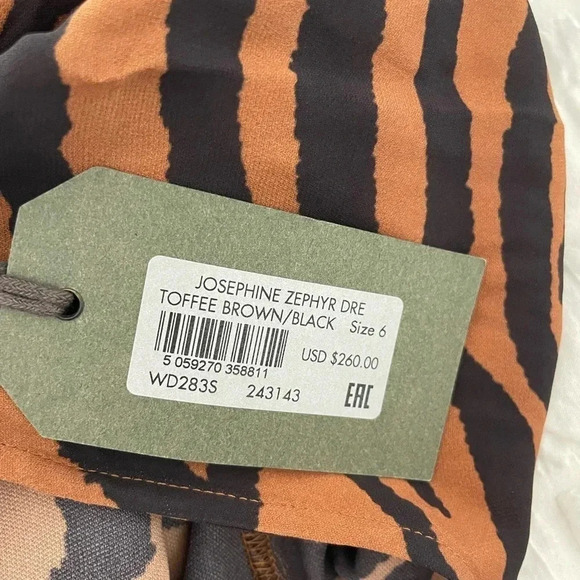 JOSEPHINE ZEPHYR DRE
TOFFEE BROWN/BLACK Size 6
USD $260.00
5 059270 358811
WD283S 243143
EAC